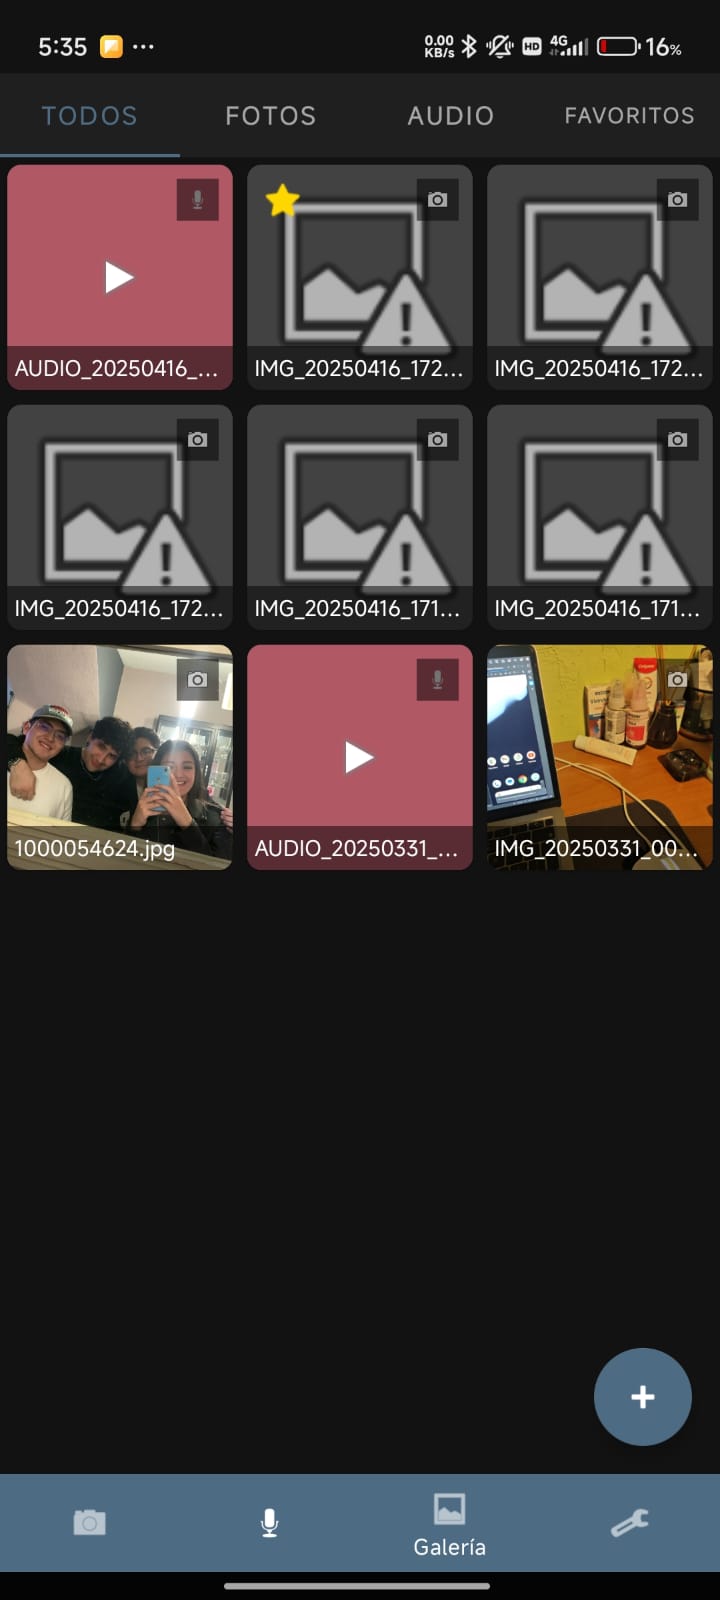 5:35 ...
0.00 KB/s HD 4G 16%
TODOS FOTOS AUDIO FAVORITOS
AUDIO_20250416_... IMG_20250416_172... IMG_20250416_172...
IMG_20250416_172... IMG_20250416_171... IMG_20250416_171...
1000054624.jpg AUDIO_20250331_... IMG_20250331_00...
Galería